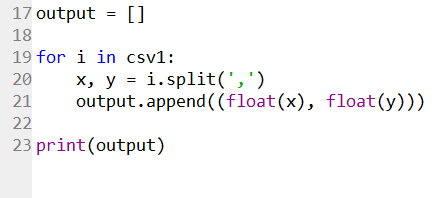 17 output = []
18
19 for i in csv1:
20     x, y = i.split(',')
21     output.append((float(x), float(y)))
22
23 print(output)